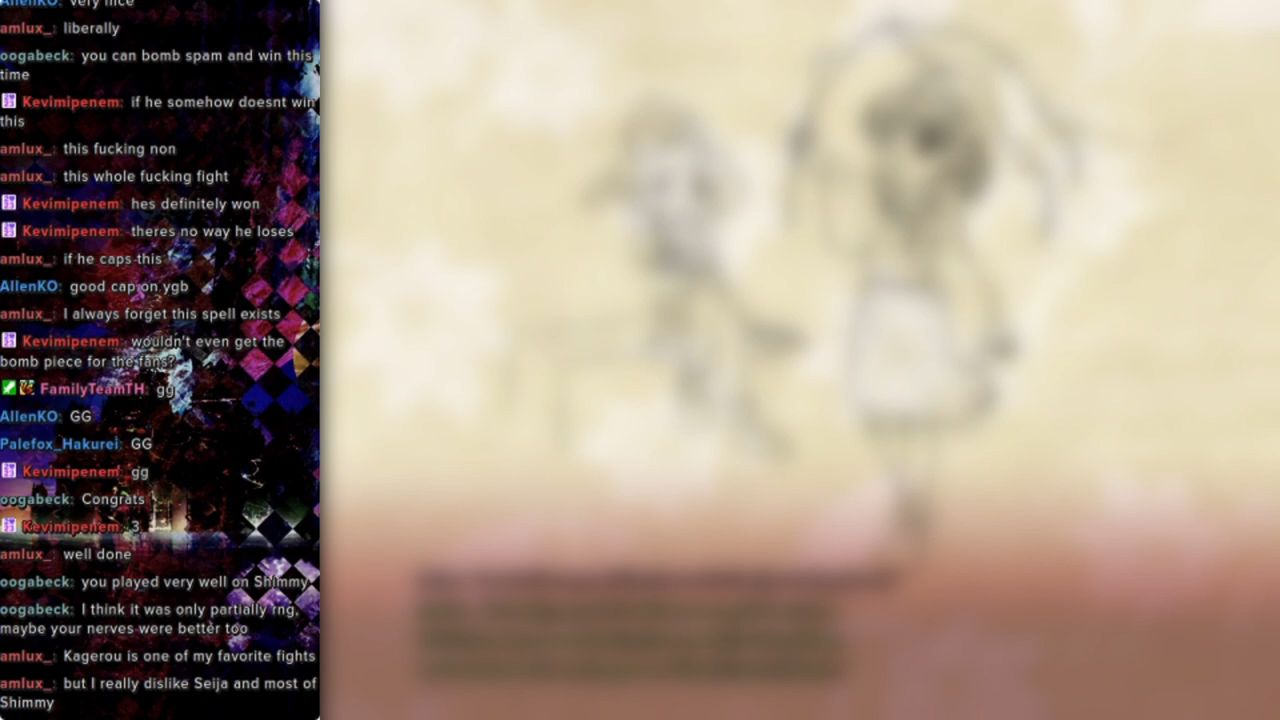 AllenKO: very nice
amlux_: liberally
oogabeck: you can bomb spam and win this
time
Kevimipenem: if he somehow doesnt win
this
amlux_: this fucking non
amlux_: this whole fucking fight
Kevimipenem: hes definitely won
Kevimipenem: theres no way he loses
amlux_: if he caps this
AllenKO: good cap on ygb
amlux_: I always forget this spell exists
Kevimipenem: wouldn't even get the
bomb piece for the fans?
FamilyTeamTH: gg
AllenKO: GG
Palefox_Hakurei: GG
Kevimipenem: gg
oogabeck: Congrats
Kevimipenem: :3
amlux_: well done
oogabeck: you played very well on Shimmy
oogabeck: I think it was only partially rng,
maybe your nerves were better too
amlux_: Kagerou is one of my favorite fights
amlux_: but I really dislike Seija and most of
Shimmy